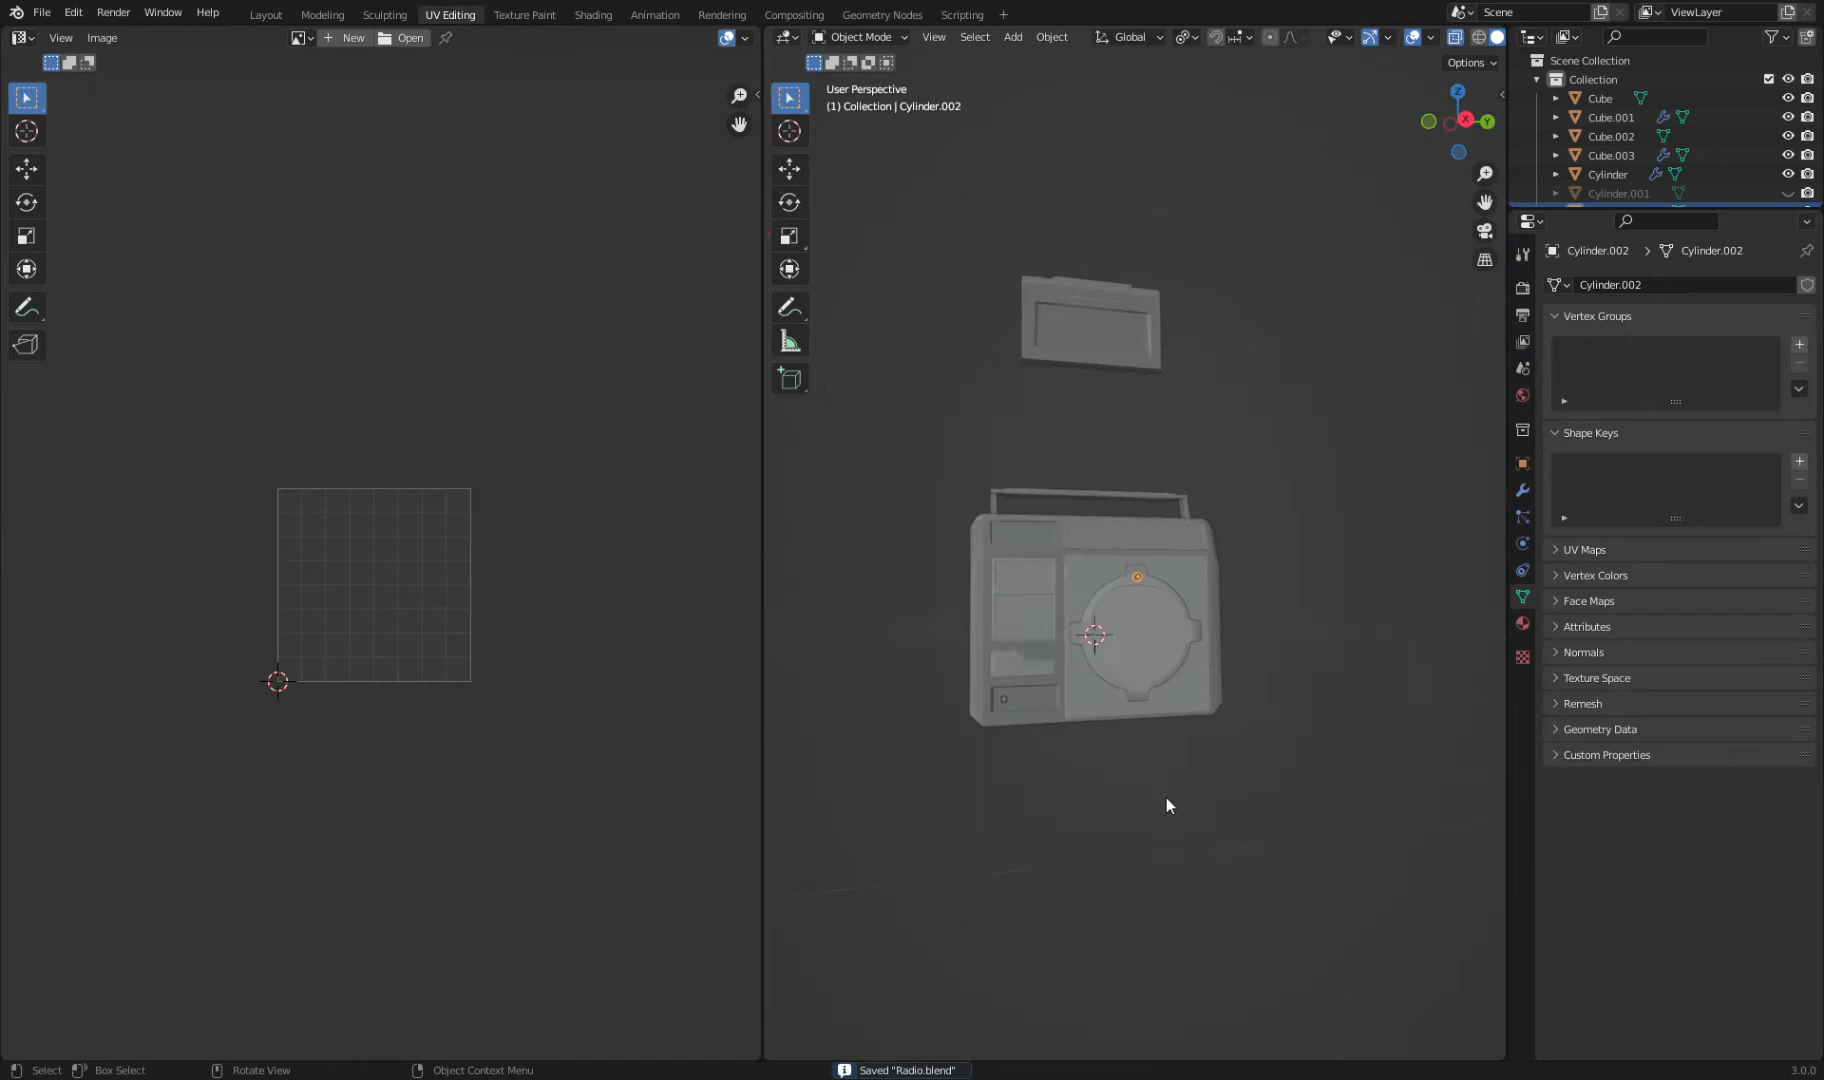 File Edit Render Window Help
Layout Modeling Sculpting UV Editing Texture Paint Shading Animation Rendering Compositing Geometry Nodes Scripting
Scene
ViewLayer
View Image
New
Open
Object Mode View Select Add Object
Global
Options
User Perspective
(1) Collection | Cylinder.002
Z
X
Y
Scene Collection
Collection
Cube
Cube.001
Cube.002
Cube.003
Cylinder
Cylinder.001
Cylinder.002 > Cylinder.002
Cylinder.002
Vertex Groups
Shape Keys
UV Maps
Vertex Colors
Face Maps
Attributes
Normals
Texture Space
Remesh
Geometry Data
Custom Properties
Select
Box Select
Rotate View
Object Context Menu
Saved "Radio.blend"
3.0.0